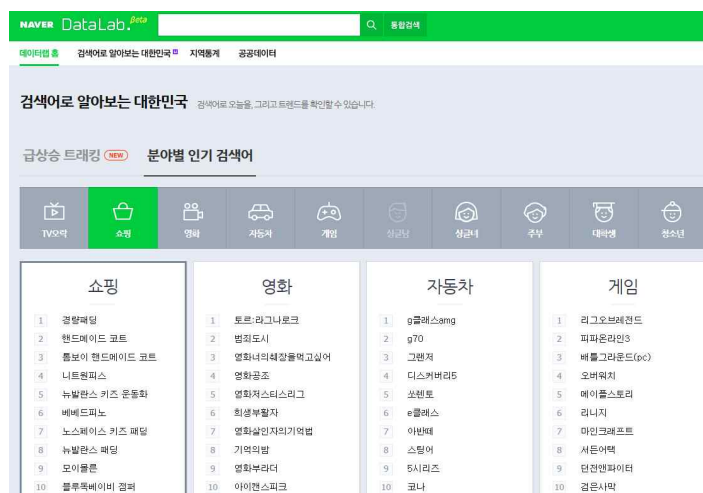 NAVER DataLab. Beta 통합검색
데이터랩 홈 검색어로 알아보는 대한민국 지역통계 공공데이터
검색어로 알아보는 대한민국 검색어로 오늘을, 그리고 트렌드를 확인할 수 있습니다.
급상승 트래킹 NEW 분야별 인기 검색어
TV오락 쇼핑 영화 자동차 게임 싱글남 싱글녀 주부 대학생 청소년
쇼핑 영화 자동차 게임
1 경량패딩 1 토르:라그나로크 1 g클래스amg 1 리그오브레전드
2 핸드메이드 코트 2 범죄도시 2 g70 2 피파온라인3
3 톰보이 핸드메이드 코트 3 영화너의췌장을먹고싶어 3 그랜저 3 배틀그라운드(pc)
4 니트원피스 4 영화공조 4 디스커버리5 4 오버워치
5 뉴발란스 키즈 운동화 5 영화저스티스리그 5 쏘렌토 5 메이플스토리
6 베베드피노 6 희생부활자 6 e클래스 6 리니지
7 노스페이스 키즈 패딩 7 영화살인자의기억법 7 아반떼 7 마인크래프트
8 뉴발란스 패딩 8 기억의밤 8 스팅어 8 서든어택
9 모이몰른 9 영화부라더 9 5시리즈 9 던전앤파이터
10 블루독베이비 점퍼 10 아이캔스피크 10 코나 10 검은사막